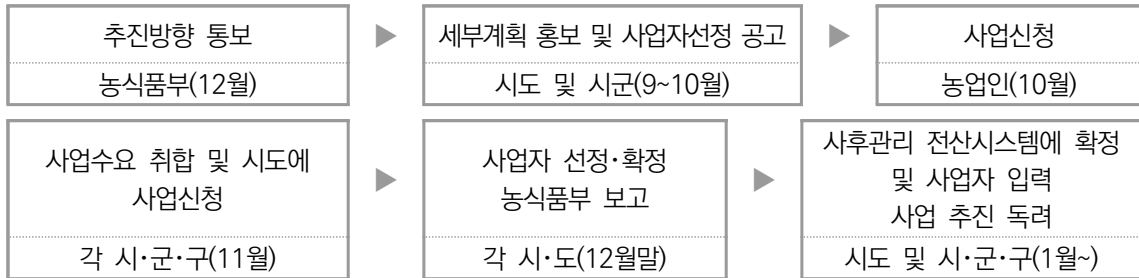 추진방향 통보
농식품부(12월)
▶
세부계획 홍보 및 사업자선정 공고
시도 및 시군(9~10월)
▶
사업신청
농업인(10월)
사업수요 취합 및 시도에
사업신청
각 시·군·구(11월)
▶
사업자 선정·확정
농식품부 보고
각 시·도(12월말)
▶
사후관리 전산시스템에 확정
및 사업자 입력
사업 추진 독려
시도 및 시·군·구(1월~)